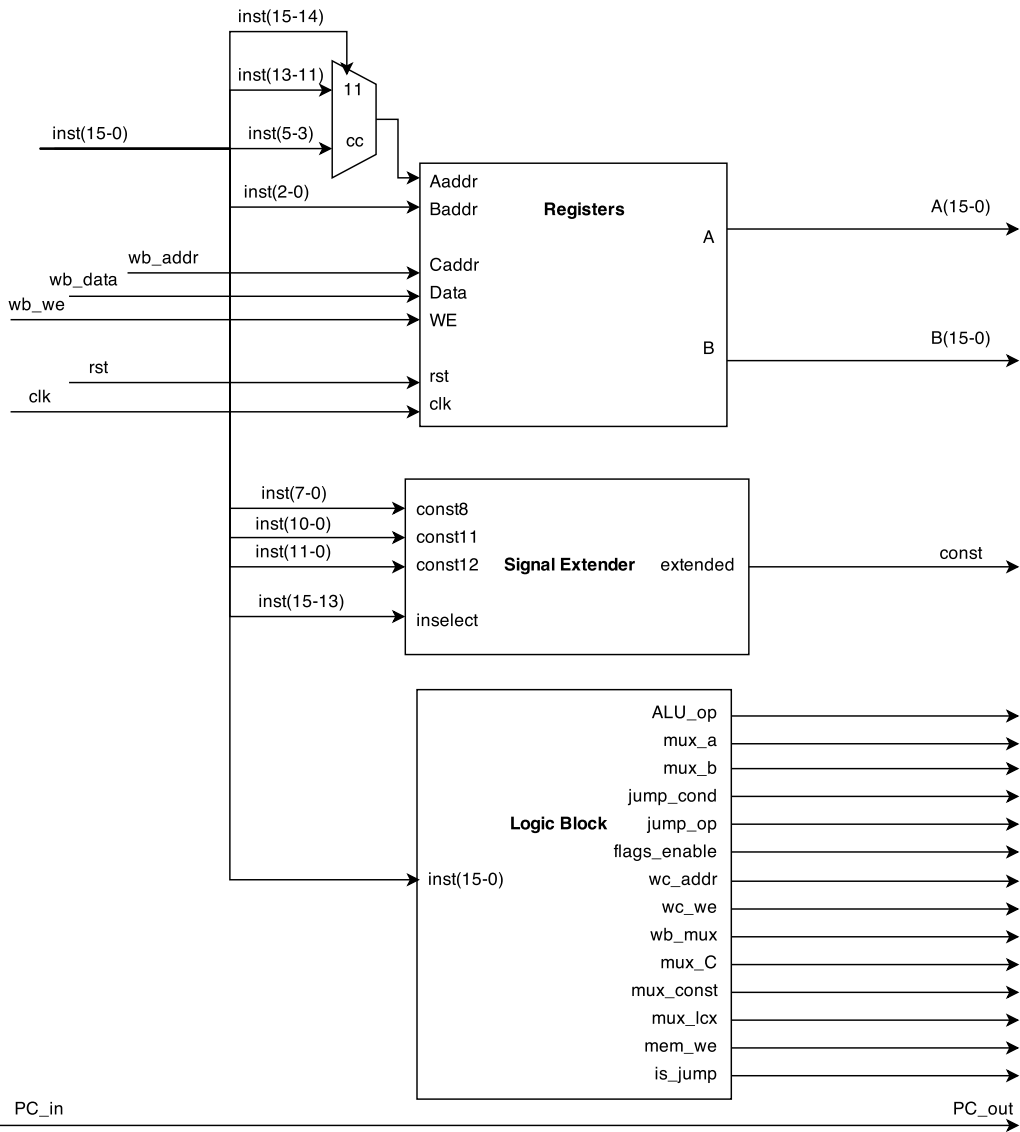 inst(15-14)
inst(13-11)
11
inst(15-0)
inst(5-3)
cc
inst(2-0)
Aaddr
Baddr
Registers
A
A(15-0)
wb_addr
Caddr
wb_data
Data
wb_we
WE
B
B(15-0)
rst
rst
clk
clk
inst(7-0)
const8
inst(10-0)
const11
inst(11-0)
const12
Signal Extender
extended
const
inst(15-13)
inselect
ALU_op
mux_a
mux_b
jump_cond
Logic Block
jump_op
flags_enable
inst(15-0)
wc_addr
wc_we
wb_mux
mux_C
mux_const
mux_lcx
mem_we
is_jump
PC_in
PC_out